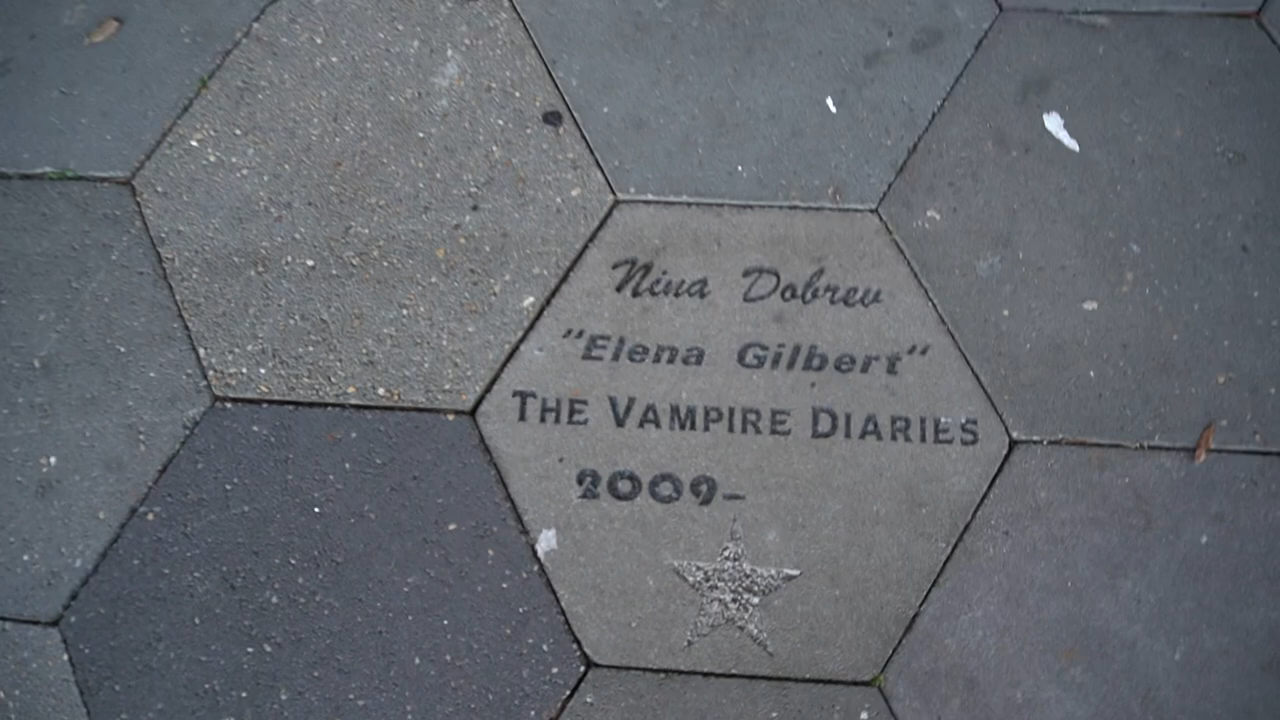 Nina Dobrev
"Elena Gilbert"
THE VAMPIRE DIARIES
2009-